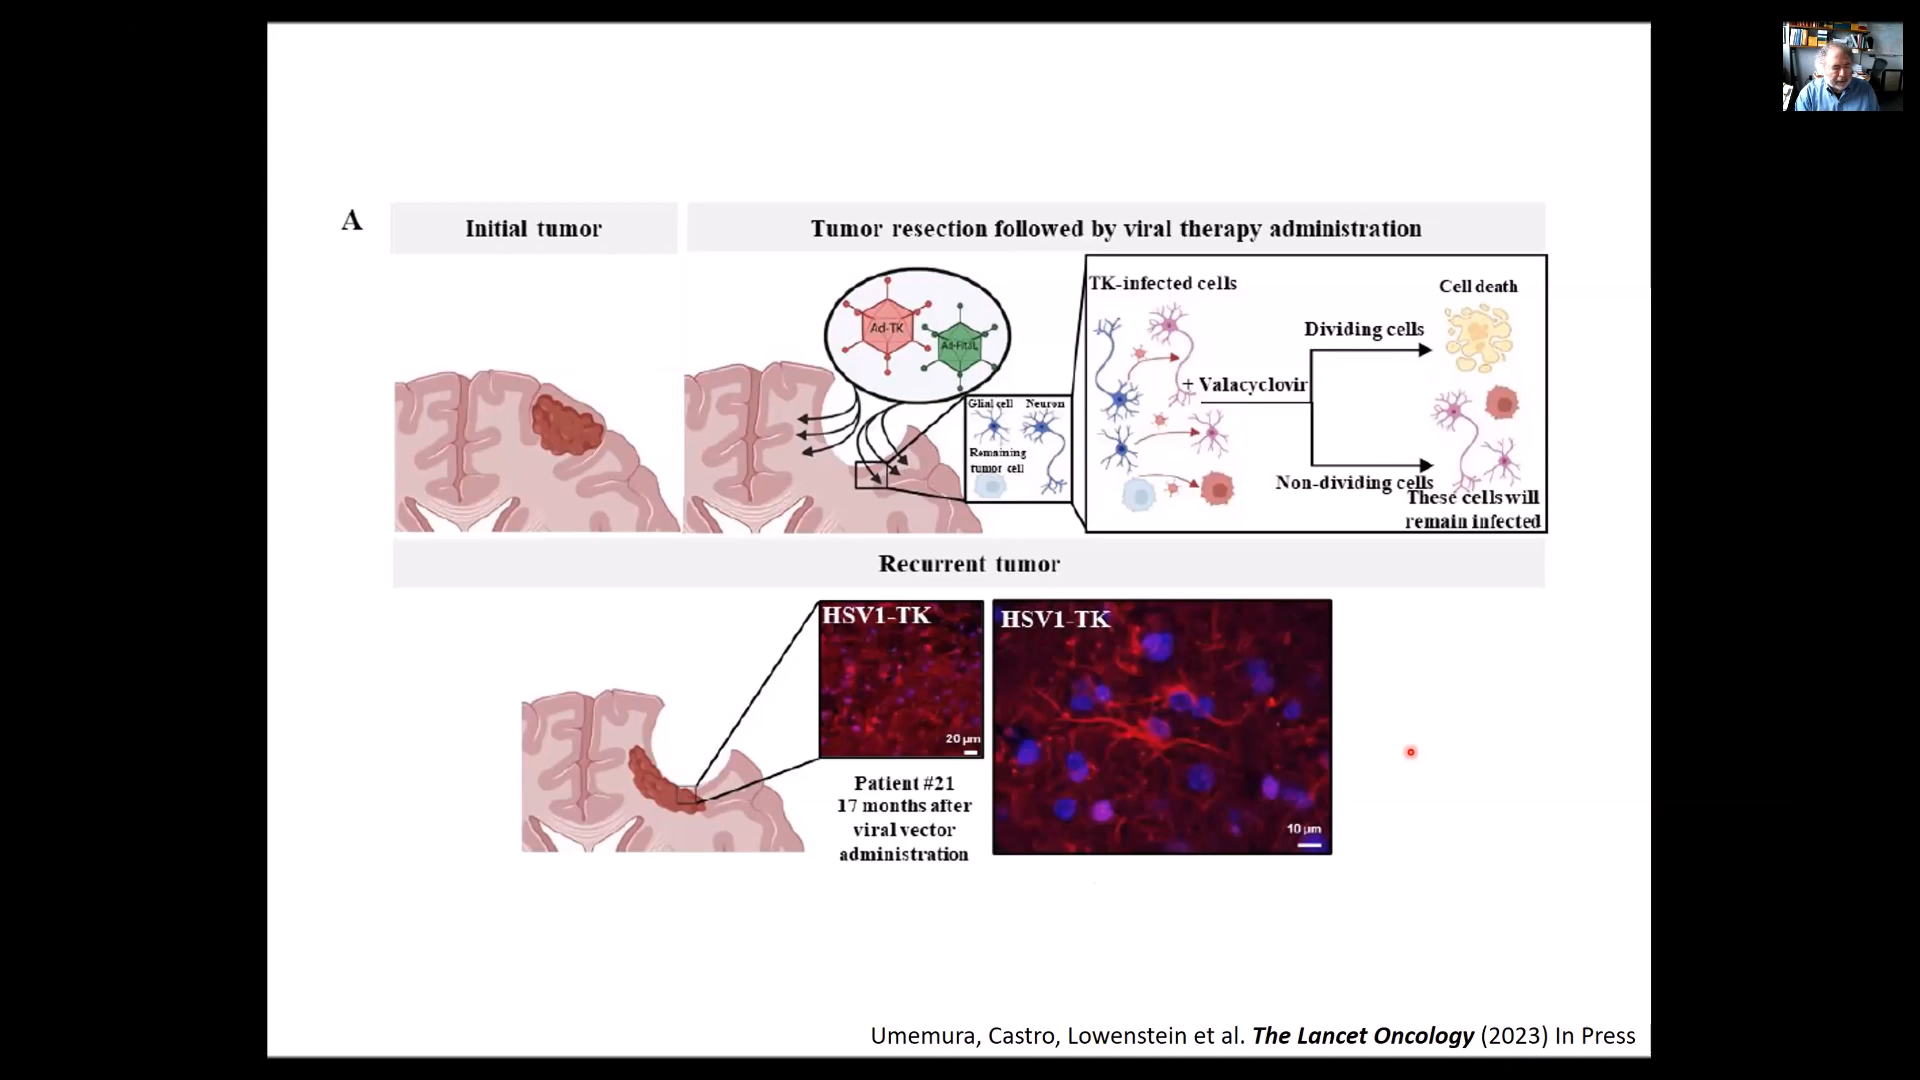 A
Initial tumor
Tumor resection followed by viral therapy administration
Ad-TK
Ad-Flt3L
Glial cell
Neuron
Remaining
tumor cell
TK-infected cells
+ Valacyclovir
Dividing cells
Cell death
Non-dividing cells
These cells will
remain infected
Recurrent tumor
HSV1-TK
20 µm
HSV1-TK
10 µm
Patient #21
17 months after
viral vector
administration
Umemura, Castro, Lowenstein et al. The Lancet Oncology (2023) In Press